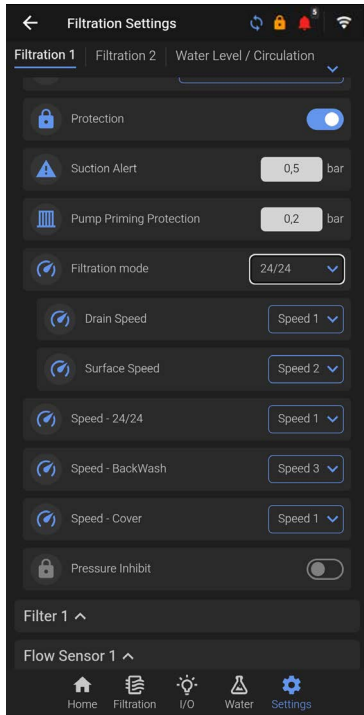 Filtration Settings
5
Filtration 1
Filtration 2
Water Level / Circulation
Protection
Suction Alert
0,5
bar
Pump Priming Protection
0,2
bar
Filtration mode
24/24
Drain Speed
Speed 1
Surface Speed
Speed 2
Speed - 24/24
Speed 1
Speed - BackWash
Speed 3
Speed - Cover
Speed 1
Pressure Inhibit
Filter 1
Flow Sensor 1
Home
Filtration
I/O
Water
Settings